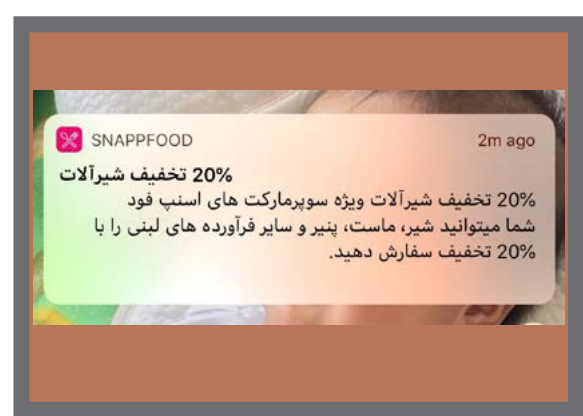 SNAPPFOOD
2m ago
20% تخفیف شیرآلات
20% تخفیف شیرآلات ویژه سوپرمارکت های اسنپ فود
شما میتوانید شیر، ماست، پنیر و سایر فرآورده های لبنی را با
20% تخفیف سفارش دهید.